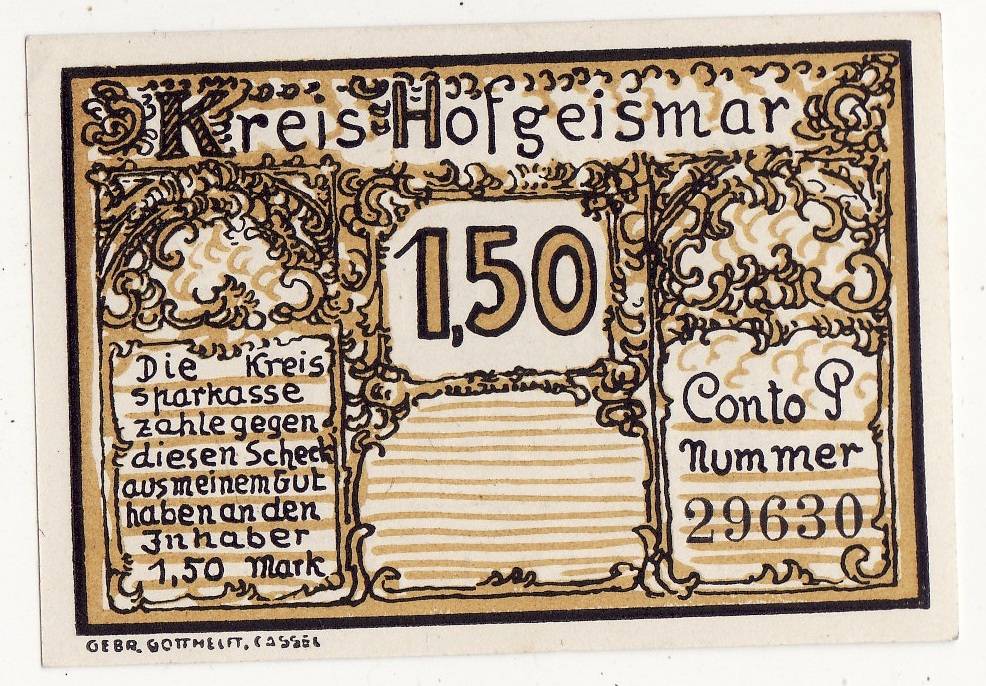 Kreis Hofgeismar
1,50
Die Kreis
sparkasse
zahle gegen
diesen Scheck
aus meinem Gut
haben an den
Inhaber
1,50 Mark
Conto P
Nummer
29630
GEBR. GOTTHELFT, CASSEL